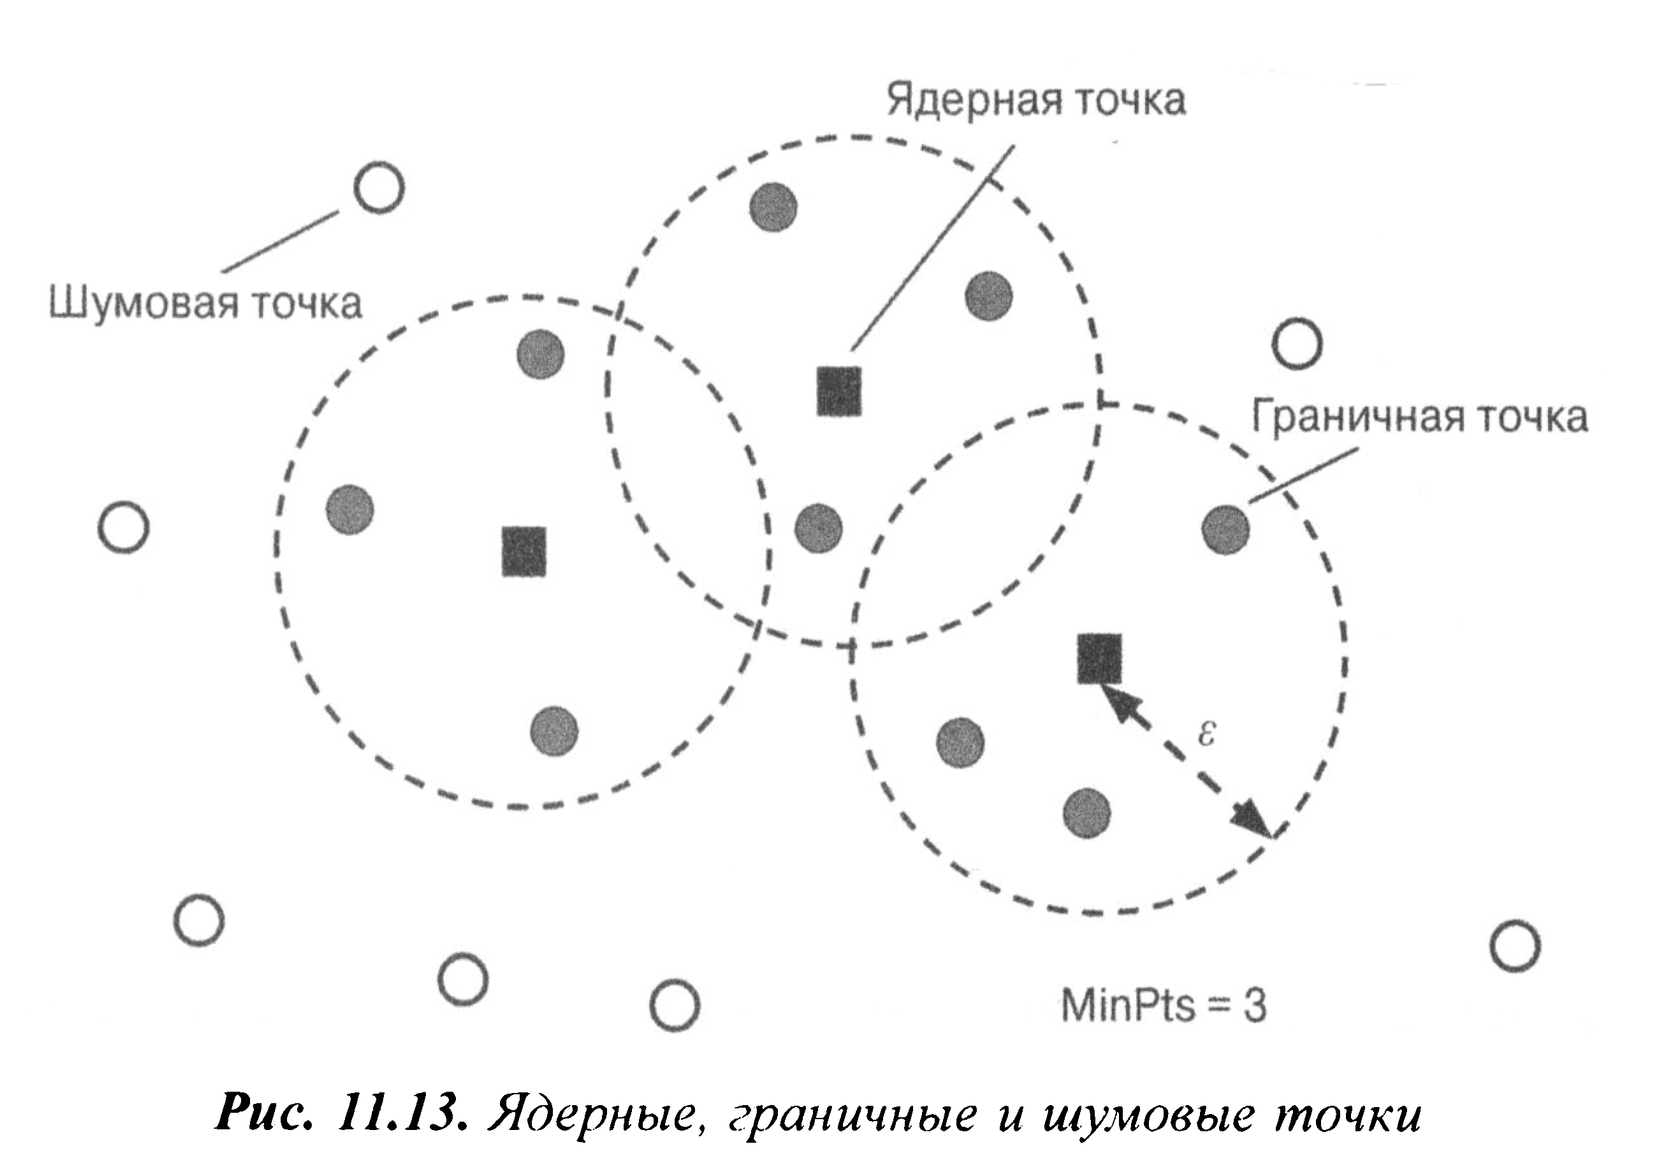 Ядерная точка
Шумовая точка
Граничная точка
ε
MinPts = 3
Рис. 11.13. Ядерные, граничные и шумовые точки